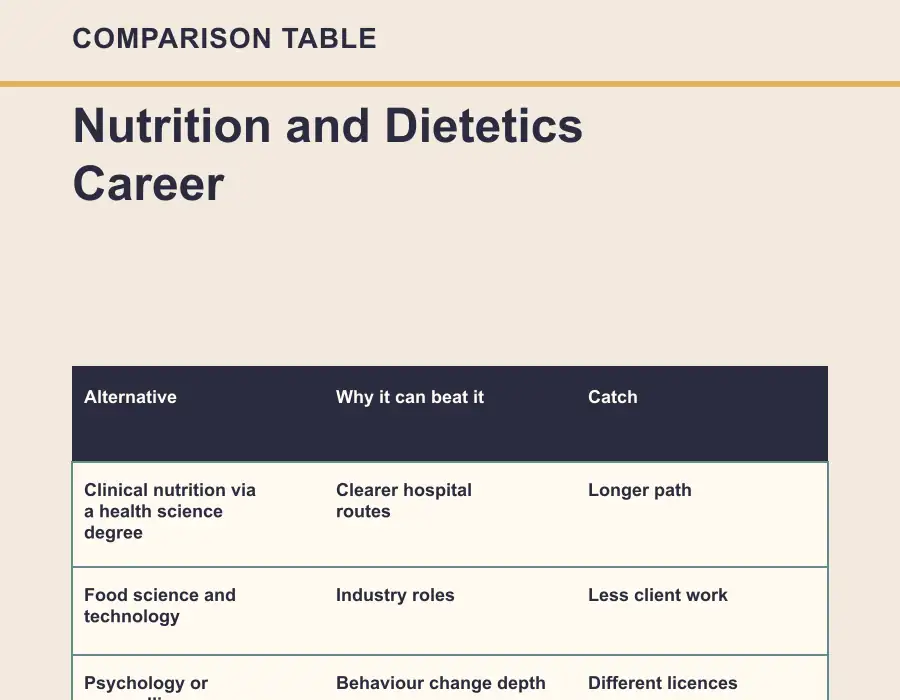 COMPARISON TABLE
Nutrition and Dietetics
Career
Alternative
Why it can beat it
Catch
Clinical nutrition via
a health science
degree
Clearer hospital
routes
Longer path
Food science and
technology
Industry roles
Less client work
Psychology or
Behaviour change depth
Different licences